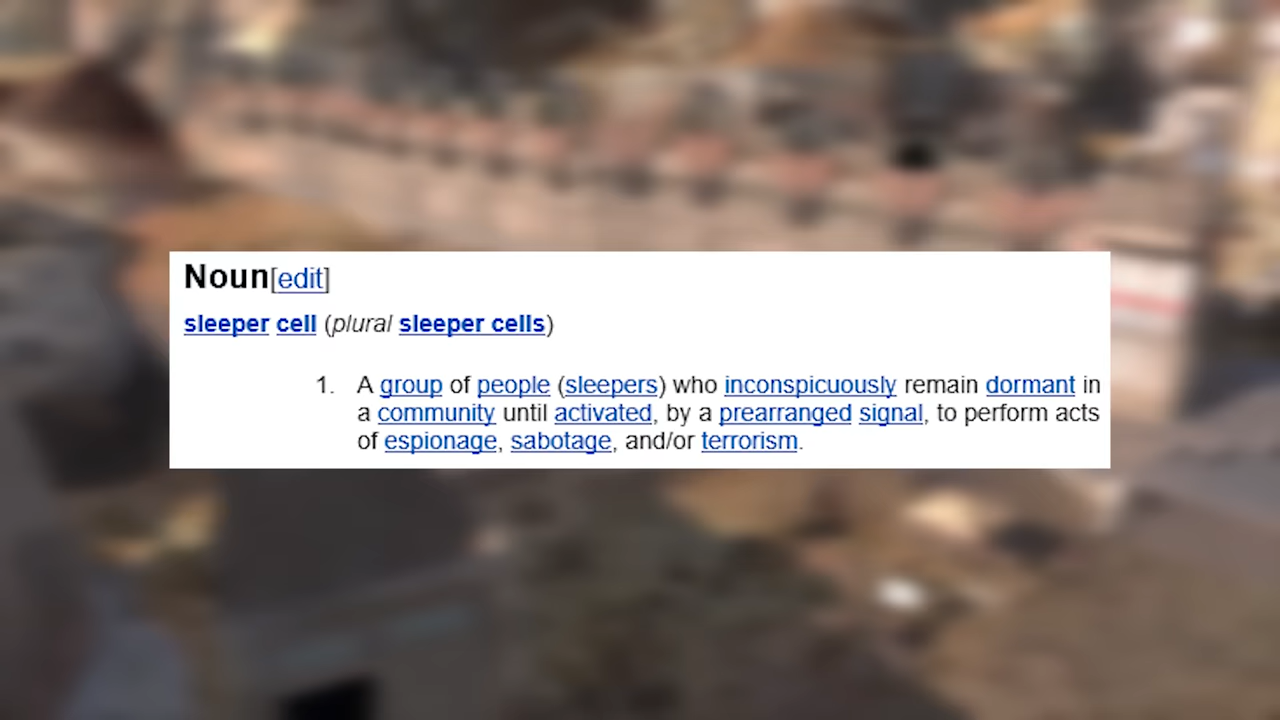 Noun[edit]
sleeper cell (plural sleeper cells)
1. A group of people (sleepers) who inconspicuously remain dormant in
a community until activated, by a prearranged signal, to perform acts
of espionage, sabotage, and/or terrorism.